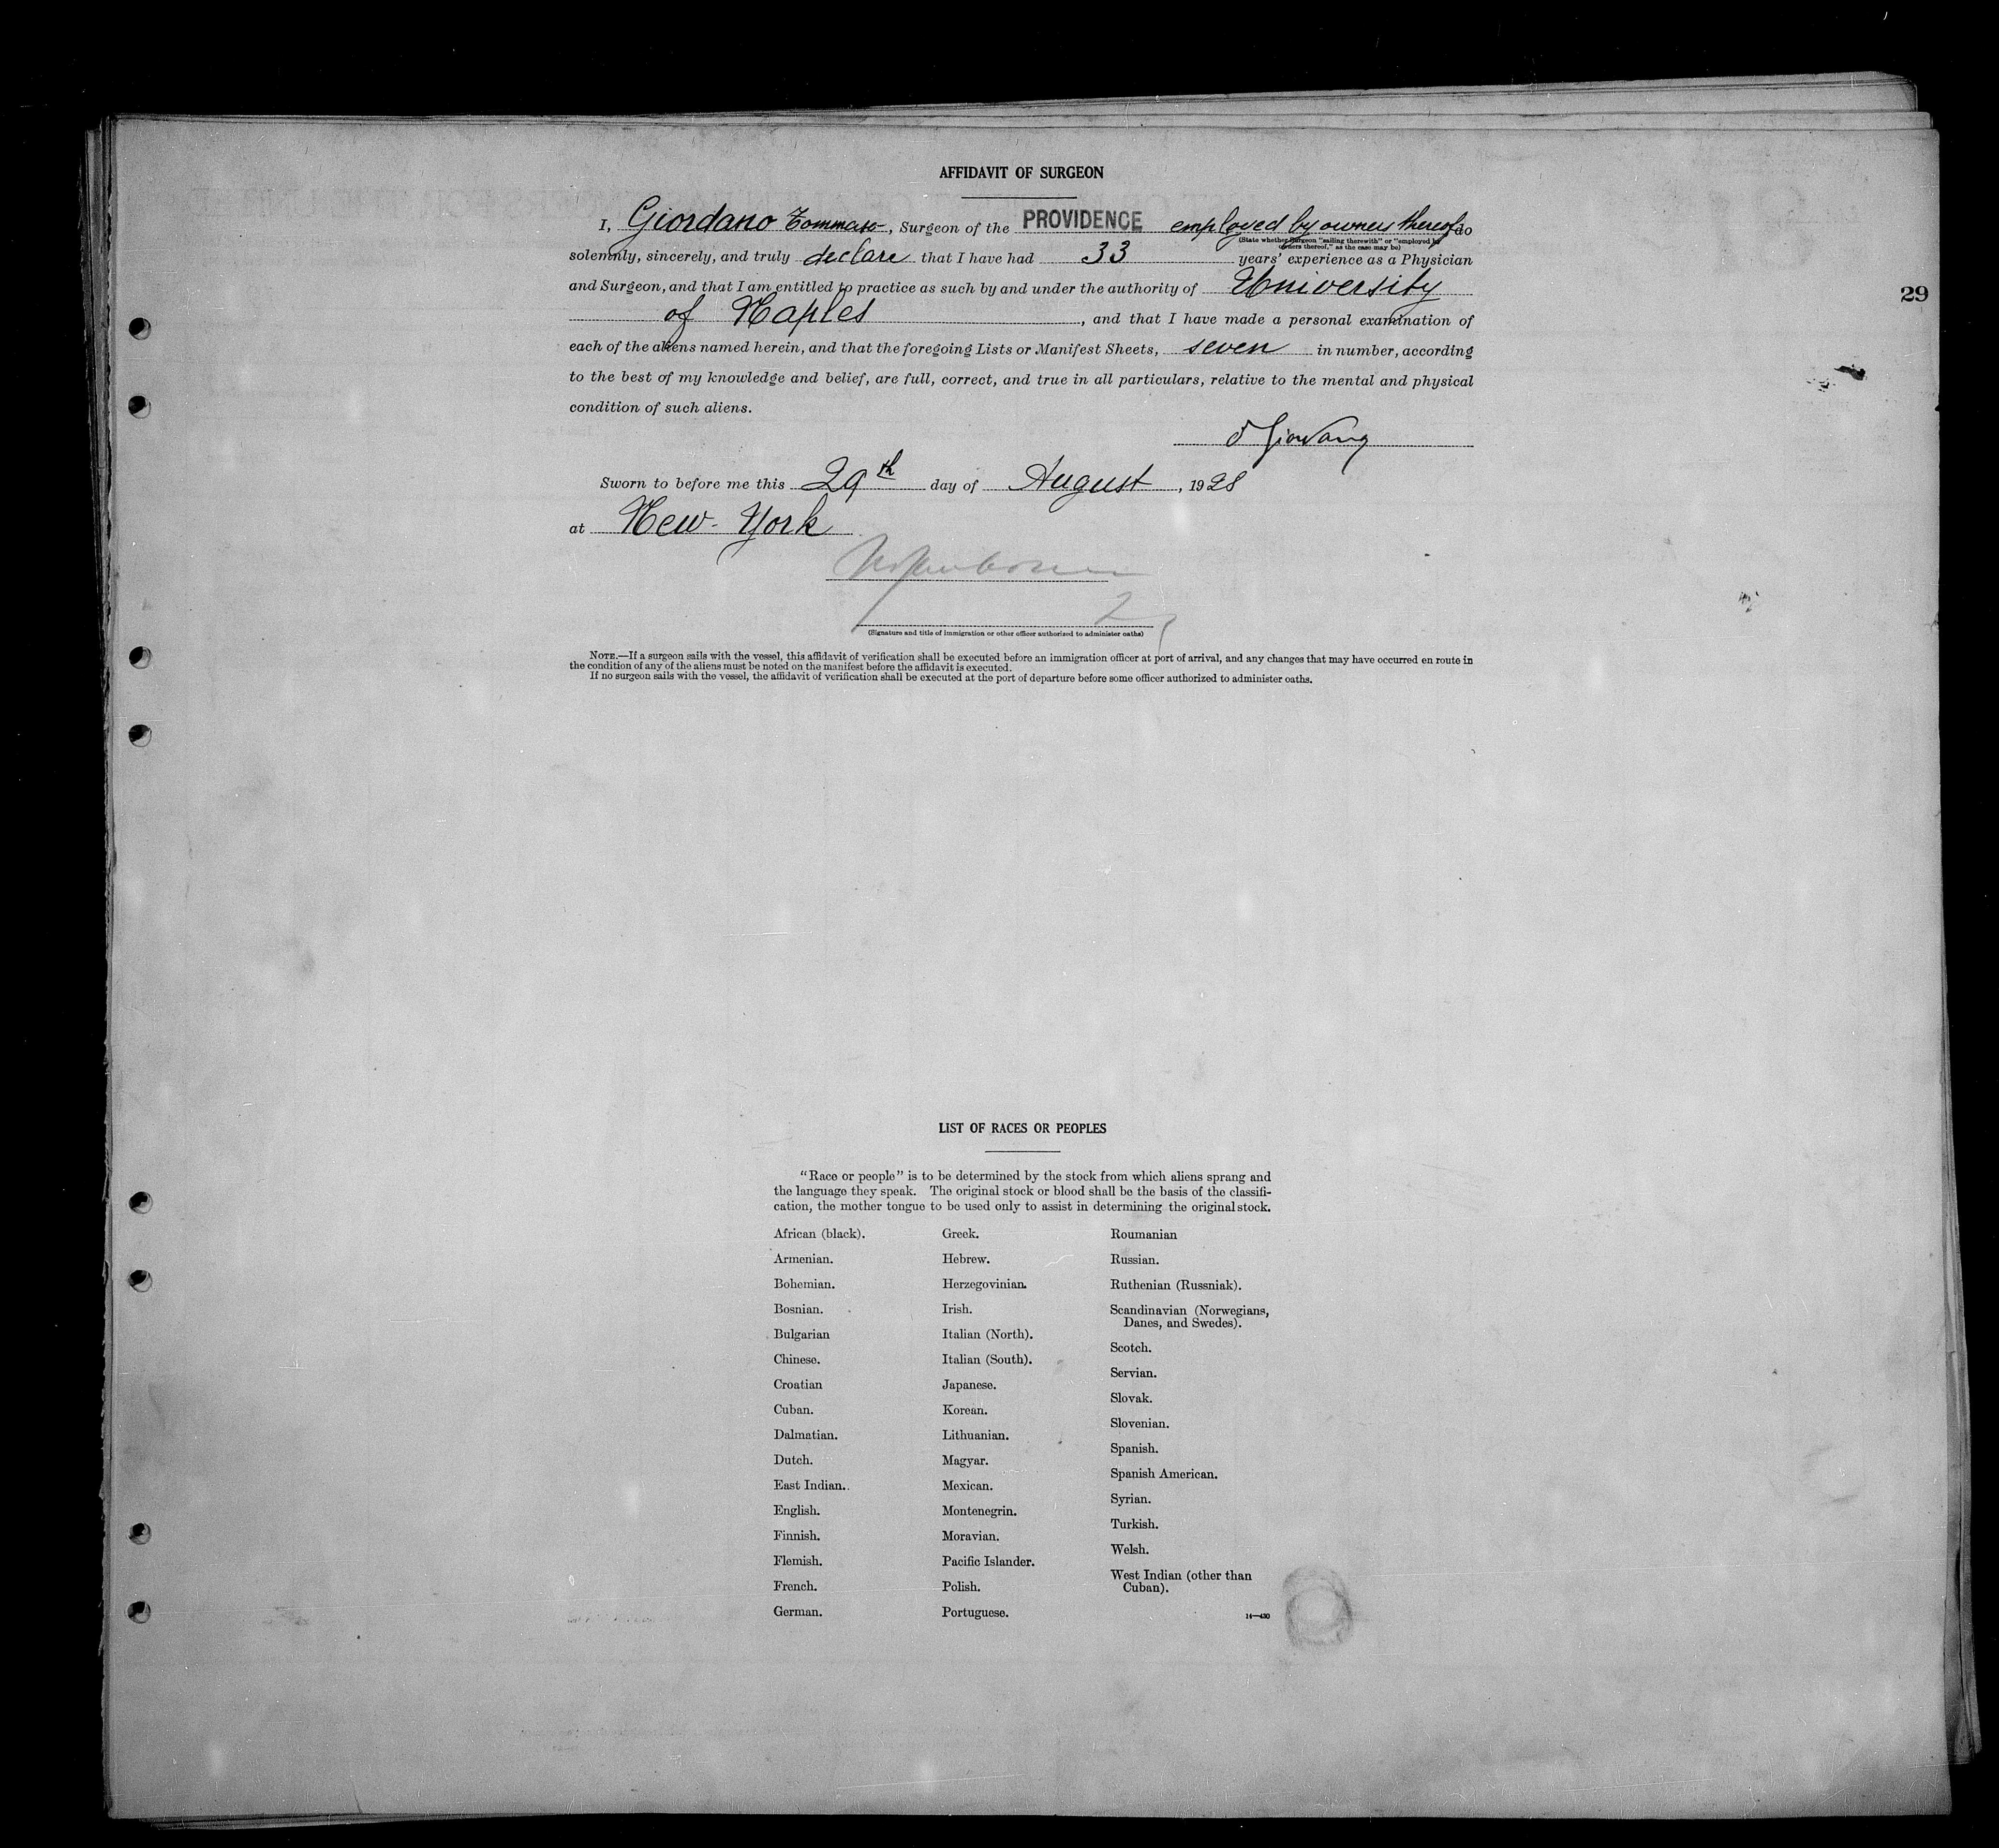 AFFIDAVIT OF SURGEON
I, Giordano Tommaso, Surgeon of the PROVIDENCE employed by owners thereof do
(State whether Surgeon "sailing therewith" or "employed by
owners thereof," as the case may be)
solemnly, sincerely, and truly declare that I have had 33 years' experience as a Physician
and Surgeon, and that I am entitled to practice as such by and under the authority of University
29
of Naples, and that I have made a personal examination of
each of the aliens named herein, and that the foregoing Lists or Manifest Sheets, seven in number, according
to the best of my knowledge and belief, are full, correct, and true in all particulars, relative to the mental and physical
condition of such aliens.
Sworn to before me this 29th day of August, 1928
at New-York
(Signature and title of immigration or other officer authorized to administer oaths)
NOTE.—If a surgeon sails with the vessel, this affidavit of verification shall be executed before an immigration officer at port of arrival, and any changes that may have occurred en route in
the condition of any of the aliens must be noted on the manifest before the affidavit is executed.
If no surgeon sails with the vessel, the affidavit of verification shall be executed at the port of departure before some officer authorized to administer oaths.
LIST OF RACES OR PEOPLES
"Race or people" is to be determined by the stock from which aliens sprang and
the language they speak. The original stock or blood shall be the basis of the classifi-
cation, the mother tongue to be used only to assist in determining the original stock.
African (black).
Armenian.
Bohemian.
Bosnian.
Bulgarian
Chinese.
Croatian
Cuban.
Dalmatian.
Dutch.
East Indian.
English.
Finnish.
Flemish.
French.
German.
Greek.
Hebrew.
Herzegovinian.
Irish.
Italian (North).
Italian (South).
Japanese.
Korean.
Lithuanian.
Magyar.
Mexican.
Montenegrin.
Moravian.
Pacific Islander.
Polish.
Portuguese.
Roumanian
Russian.
Ruthenian (Russniak).
Scandinavian (Norwegians,
Danes, and Swedes).
Scotch.
Servian.
Slovak.
Slovenian.
Spanish.
Spanish American.
Syrian.
Turkish.
Welsh.
West Indian (other than
Cuban).
14—430